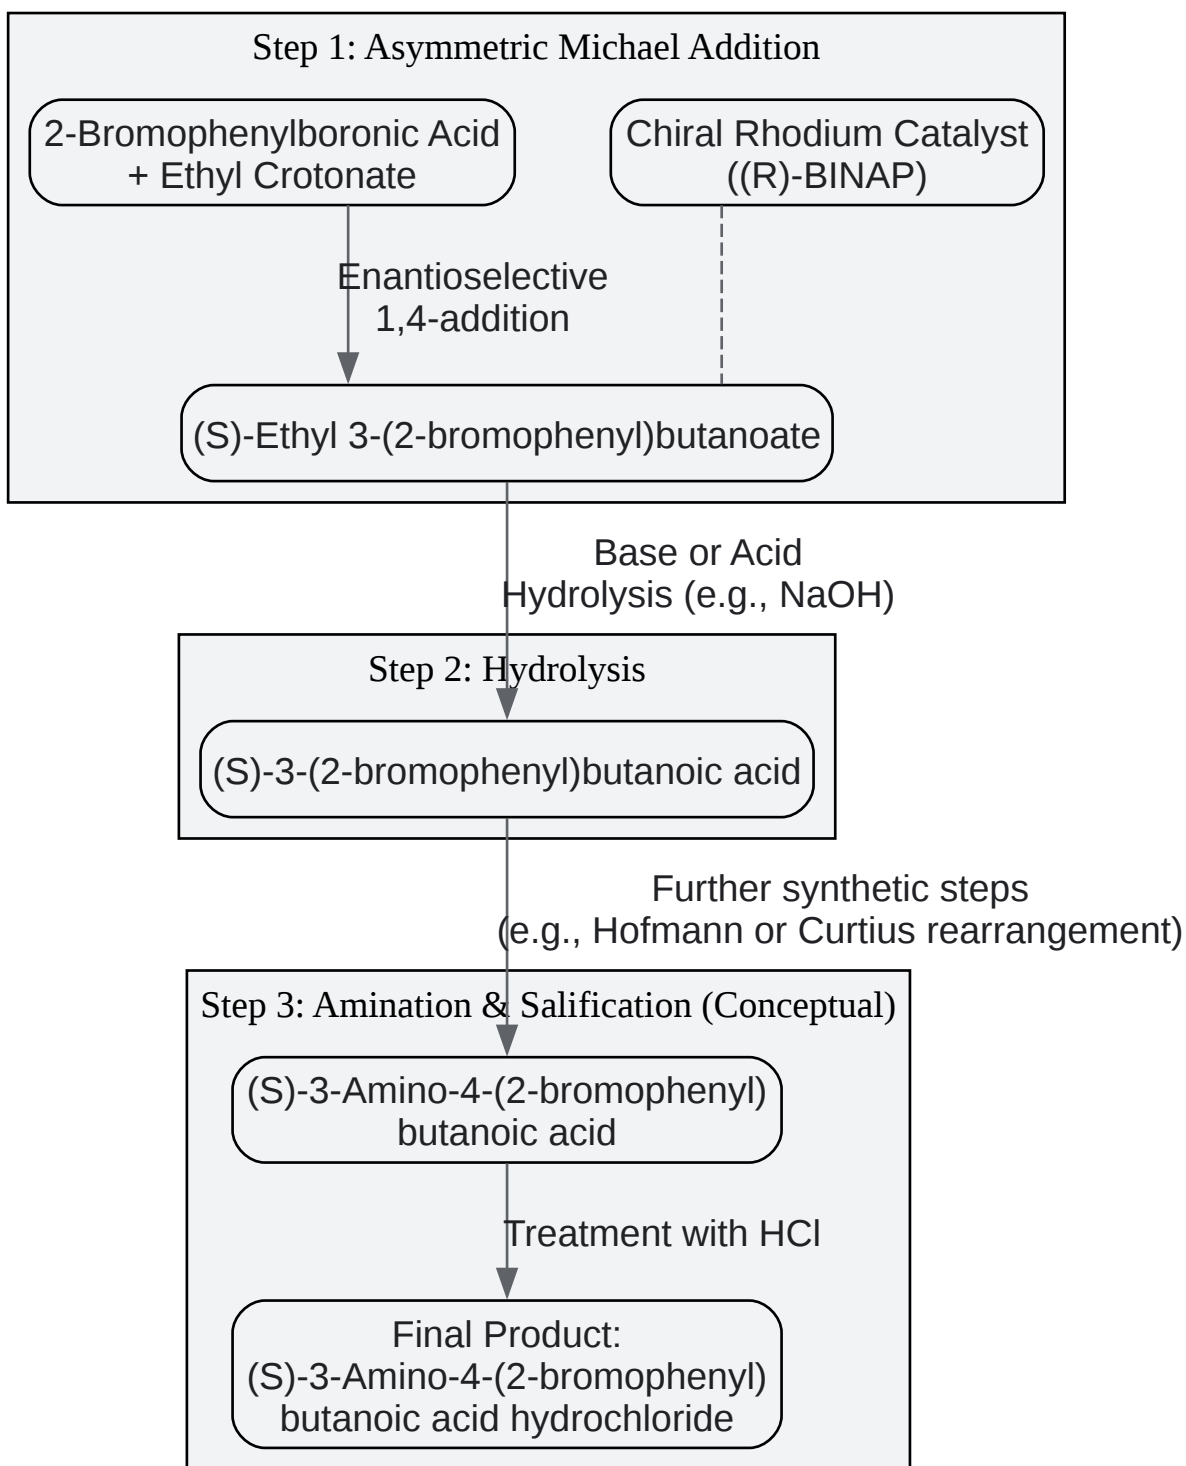 Step 1: Asymmetric Michael Addition
2-Bromophenylboronic Acid
+ Ethyl Crotonate
Chiral Rhodium Catalyst
((R)-BINAP)
Enantioselective
1,4-addition
(S)-Ethyl 3-(2-bromophenyl)butanoate
Base or Acid
Hydrolysis (e.g., NaOH)
Step 2: Hydrolysis
(S)-3-(2-bromophenyl)butanoic acid
Further synthetic steps
(e.g., Hofmann or Curtius rearrangement)
Step 3: Amination & Salification (Conceptual)
(S)-3-Amino-4-(2-bromophenyl)
butanoic acid
Treatment with HCl
Final Product:
(S)-3-Amino-4-(2-bromophenyl)
butanoic acid hydrochloride